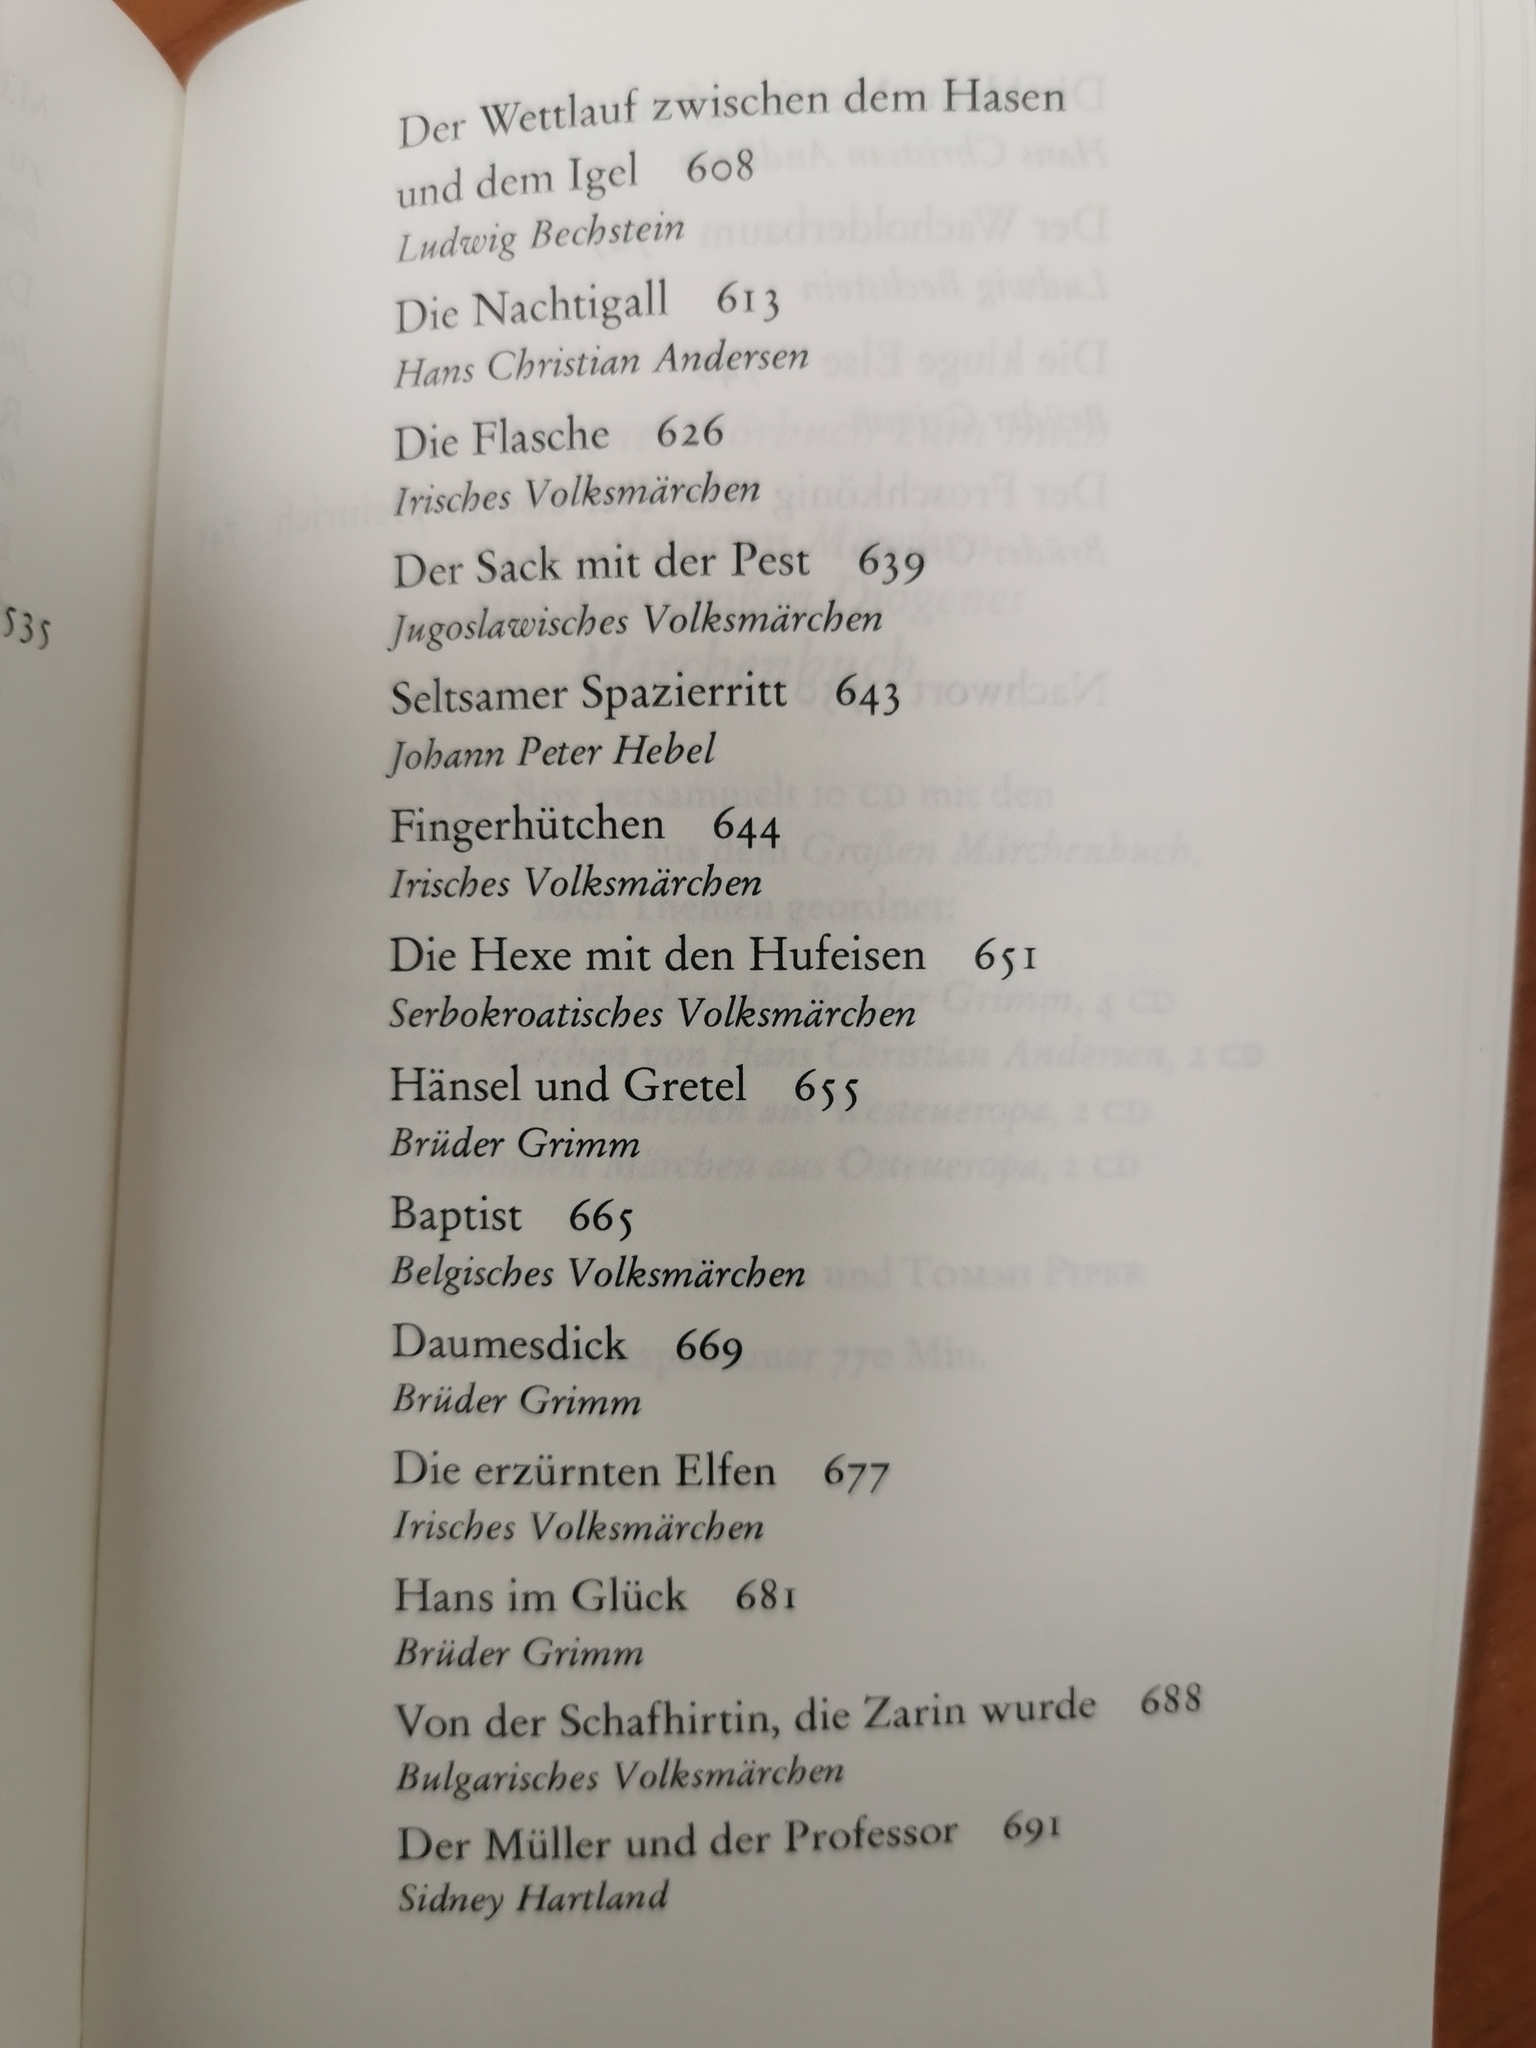 Der Wettlauf zwischen dem Hasen
und dem Igel 608
Ludwig Bechstein
Die Nachtigall 613
Hans Christian Andersen
Die Flasche 626
Irisches Volksmärchen
Der Sack mit der Pest 639
Jugoslawisches Volksmärchen
Seltsamer Spazierritt 643
Johann Peter Hebel
Fingerhütchen 644
Irisches Volksmärchen
Die Hexe mit den Hufeisen 651
Serbokroatisches Volksmärchen
Hänsel und Gretel 655
Brüder Grimm
Baptist 665
Belgisches Volksmärchen
Daumesdick 669
Brüder Grimm
Die erzürnten Elfen 677
Irisches Volksmärchen
Hans im Glück 681
Brüder Grimm
Von der Schafhirtin, die Zarin wurde 688
Bulgarisches Volksmärchen
Der Müller und der Professor 691
Sidney Hartland
535